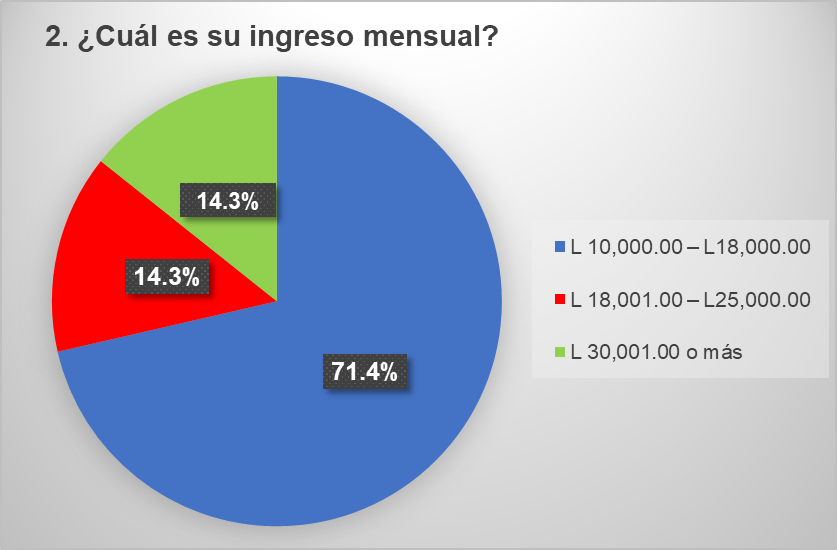 2. ¿Cuál es su ingreso mensual?
14.3%
14.3%
71.4%
L 10,000.00 – L18,000.00
L 18,001.00 – L25,000.00
L 30,001.00 o más